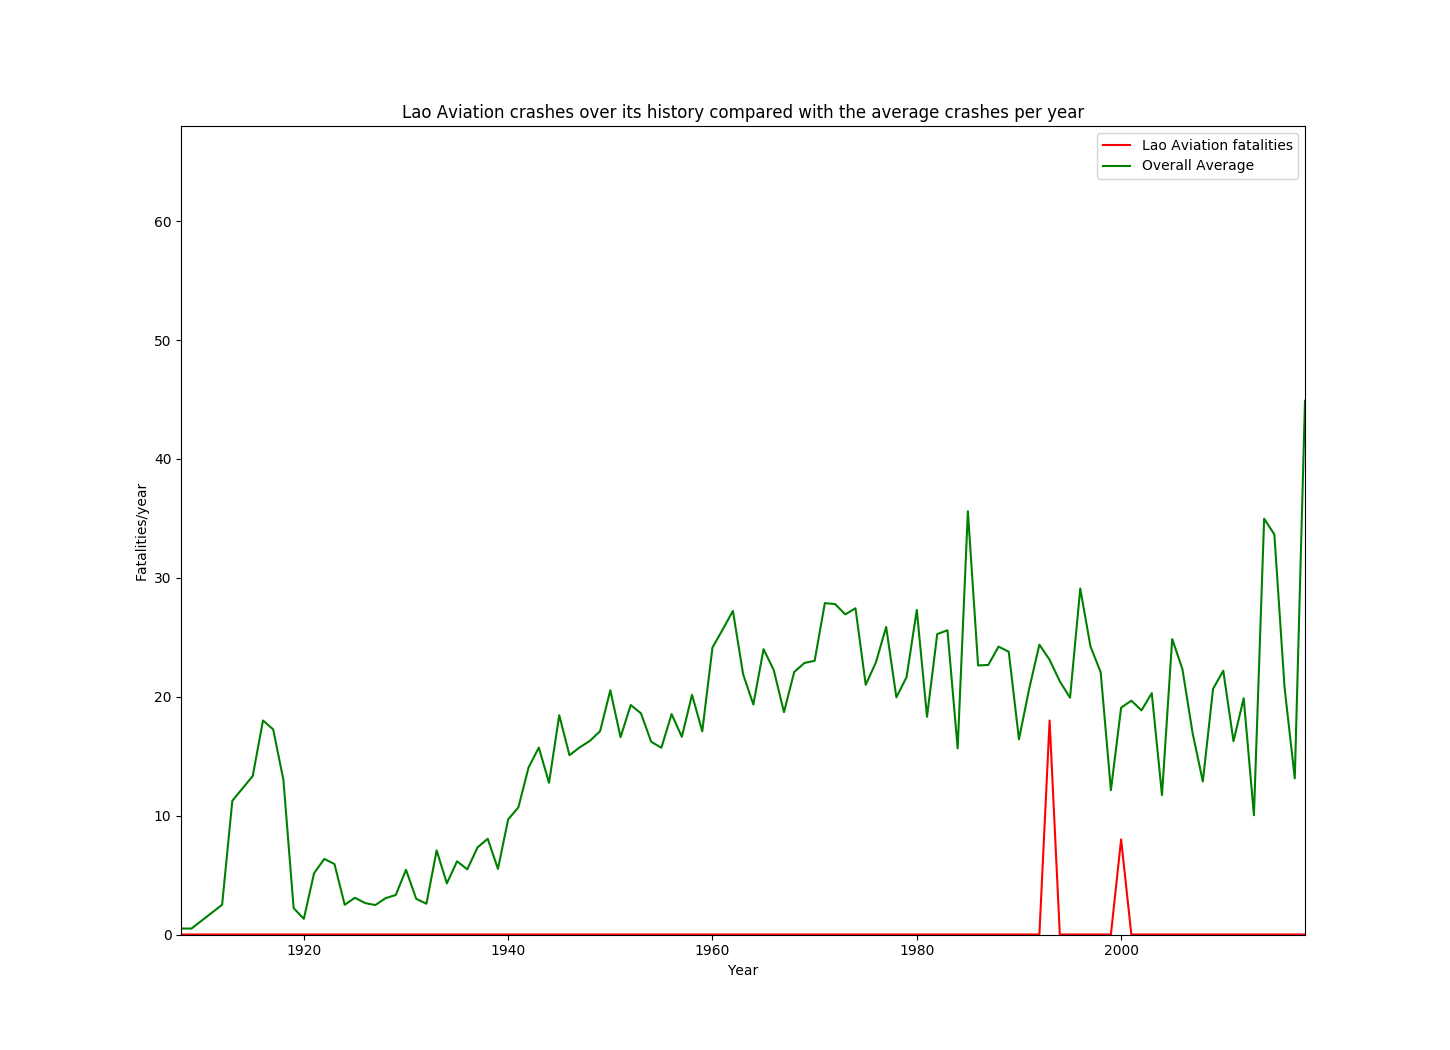 Lao Aviation crashes over its history compared with the average crashes per year
Lao Aviation fatalities
Overall Average
60
50
40
30
20
10
0
Fatalities/year
1920 1940 1960 1980 2000
Year